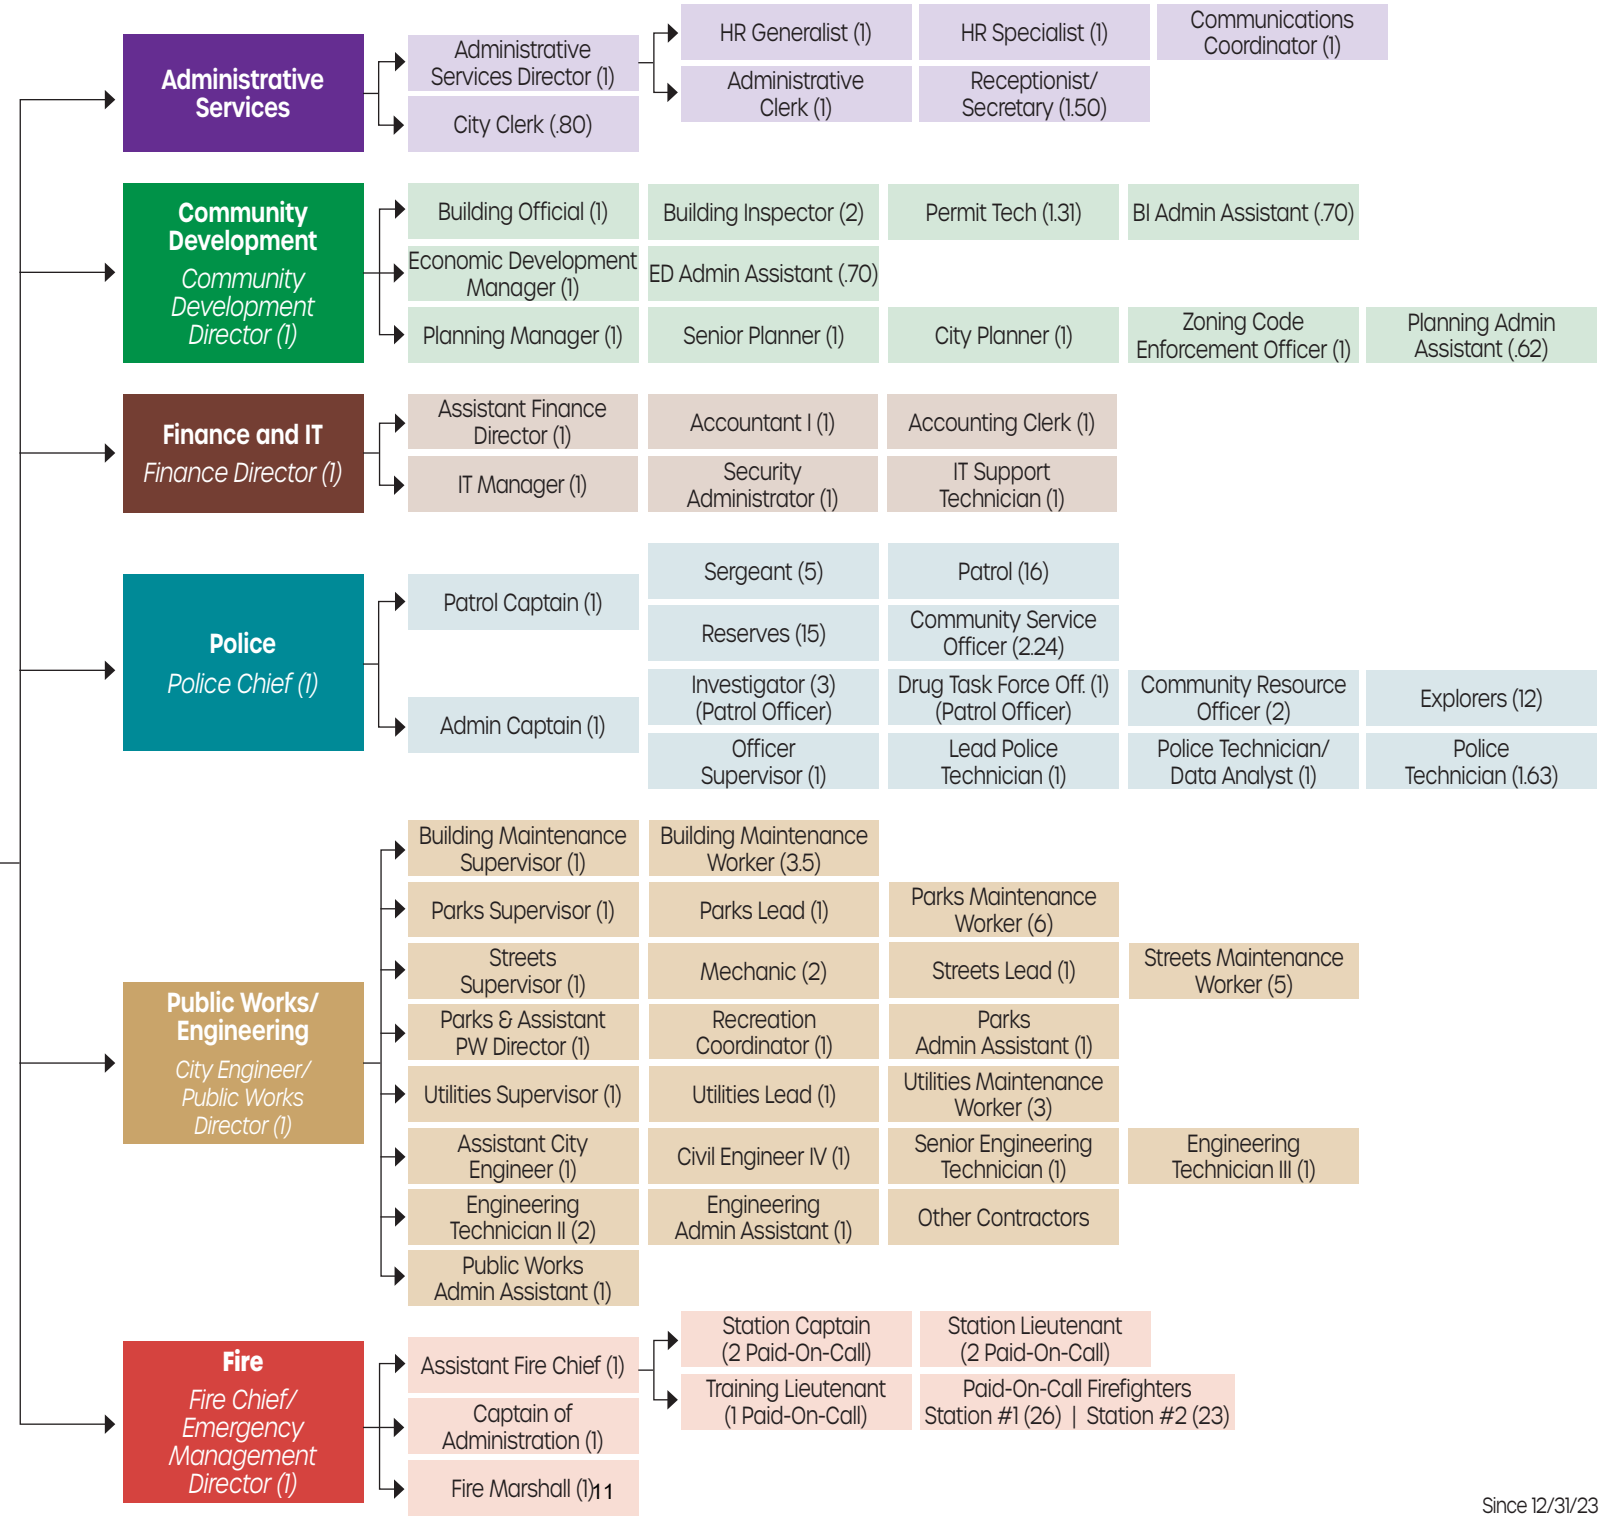 Administrative
Services
Administrative
Services Director (1)
City Clerk (.80)
HR Generalist (1)
HR Specialist (1)
Communications
Coordinator (1)
Administrative
Clerk (1)
Receptionist/
Secretary (1.50)
Community
Development
Community
Development
Director (1)
Building Official (1)
Building Inspector (2)
Permit Tech (1.31)
BI Admin Assistant (.70)
Economic Development
Manager (1)
ED Admin Assistant (.70)
Planning Manager (1)
Senior Planner (1)
City Planner (1)
Zoning Code
Enforcement Officer (1)
Planning Admin
Assistant (.62)
Finance and IT
Finance Director (1)
Assistant Finance
Director (1)
Accountant I (1)
Accounting Clerk (1)
IT Manager (1)
Security
Administrator (1)
IT Support
Technician (1)
Police
Police Chief (1)
Patrol Captain (1)
Sergeant (5)
Patrol (16)
Reserves (15)
Community Service
Officer (2.24)
Admin Captain (1)
Investigator (3)
(Patrol Officer)
Drug Task Force Off. (1)
(Patrol Officer)
Community Resource
Officer (2)
Explorers (12)
Officer
Supervisor (1)
Lead Police
Technician (1)
Police Technician/
Data Analyst (1)
Police
Technician (1.63)
Public Works/
Engineering
City Engineer/
Public Works
Director (1)
Building Maintenance
Supervisor (1)
Building Maintenance
Worker (3.5)
Parks Supervisor (1)
Parks Lead (1)
Parks Maintenance
Worker (6)
Streets
Supervisor (1)
Mechanic (2)
Streets Lead (1)
Streets Maintenance
Worker (5)
Parks & Assistant
PW Director (1)
Recreation
Coordinator (1)
Parks
Admin Assistant (1)
Utilities Supervisor (1)
Utilities Lead (1)
Utilities Maintenance
Worker (3)
Assistant City
Engineer (1)
Civil Engineer IV (1)
Senior Engineering
Technician (1)
Engineering
Technician III (1)
Engineering
Technician II (2)
Engineering
Admin Assistant (1)
Other Contractors
Public Works
Admin Assistant (1)
Fire
Fire Chief/
Emergency
Management
Director (1)
Assistant Fire Chief (1)
Station Captain
(2 Paid-On-Call)
Station Lieutenant
(2 Paid-On-Call)
Training Lieutenant
(1 Paid-On-Call)
Paid-On-Call Firefighters
Station #1 (26) | Station #2 (23)
Captain of
Administration (1)
Fire Marshall (1)
11
Since 12/31/23